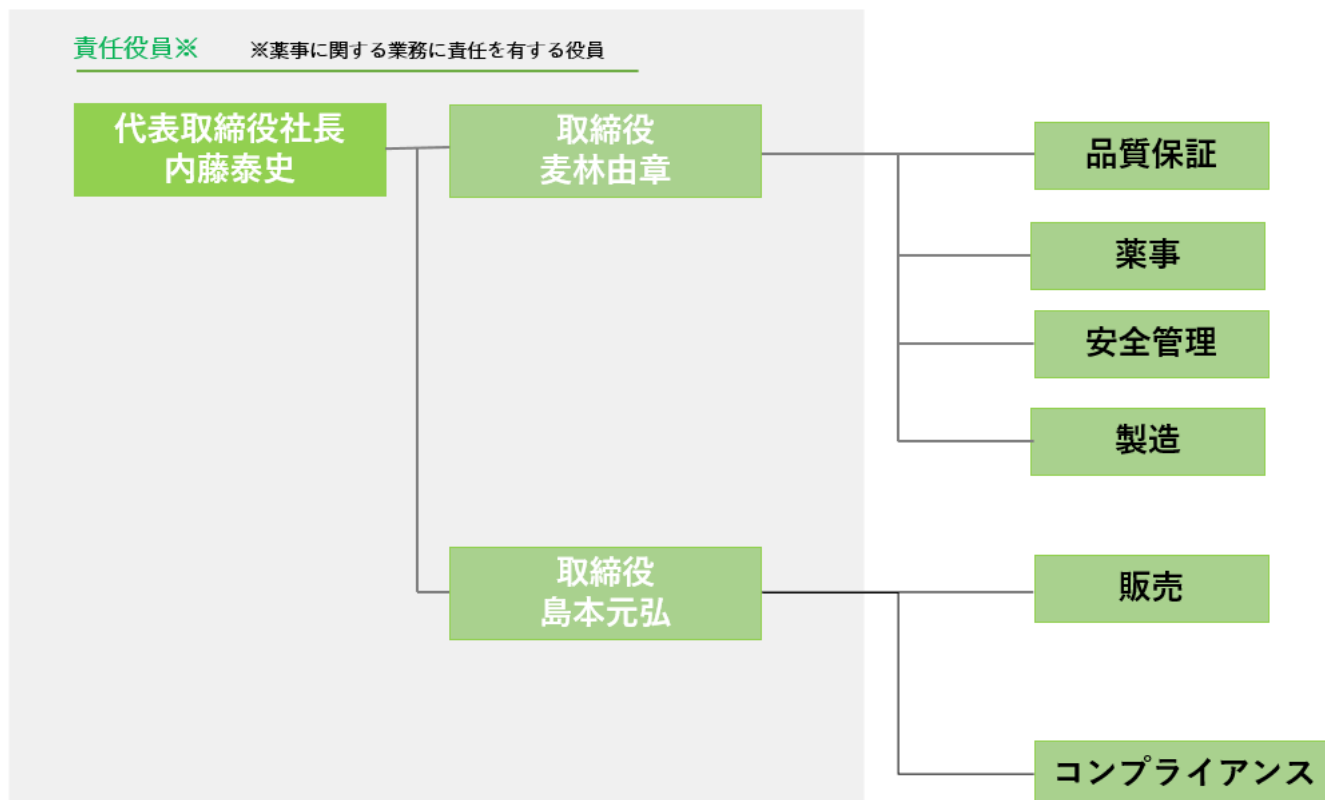 責任役員※
※薬事に関する業務に責任を有する役員
代表取締役社長
内藤泰史
取締役
麦林由章
品質保証
薬事
安全管理
製造
取締役
島本元弘
販売
コンプライアンス